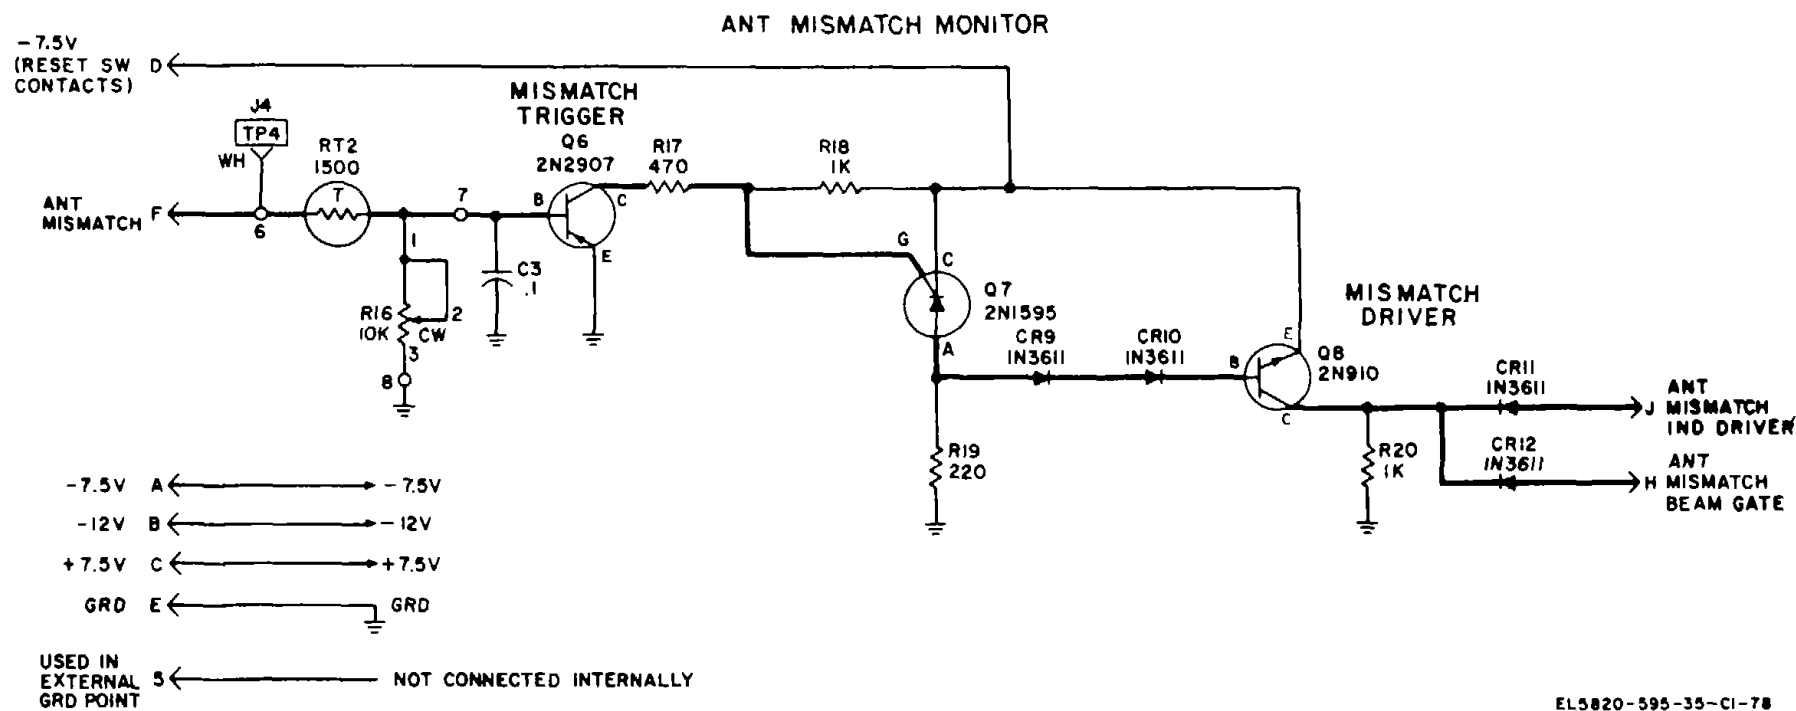 ANT MISMATCH MONITOR
-7.5V
(RESET SW D
CONTACTS)
J4
TP4
WH
RT2
1500
T
MISMATCH
TRIGGER
Q6
2N2907
R17
470
R18
1K
ANT
MISMATCH F
6
1
7
B
C
E
C3
.1
R16
10K
2
CW
3
8
G
C
Q7
2N1595
A
CR9
1N3611
CR10
1N3611
MISMATCH
DRIVER
B
E
C
Q8
2N910
R19
220
R20
1K
CR11
1N3611
J ANT
MISMATCH
IND DRIVER
CR12
1N3611
H ANT
MISMATCH
BEAM GATE
-7.5V A -7.5V
-12V B -12V
+7.5V C +7.5V
GRD E GRD
USED IN
EXTERNAL 5 NOT CONNECTED INTERNALLY
GRD POINT
EL5820-595-35-C1-78